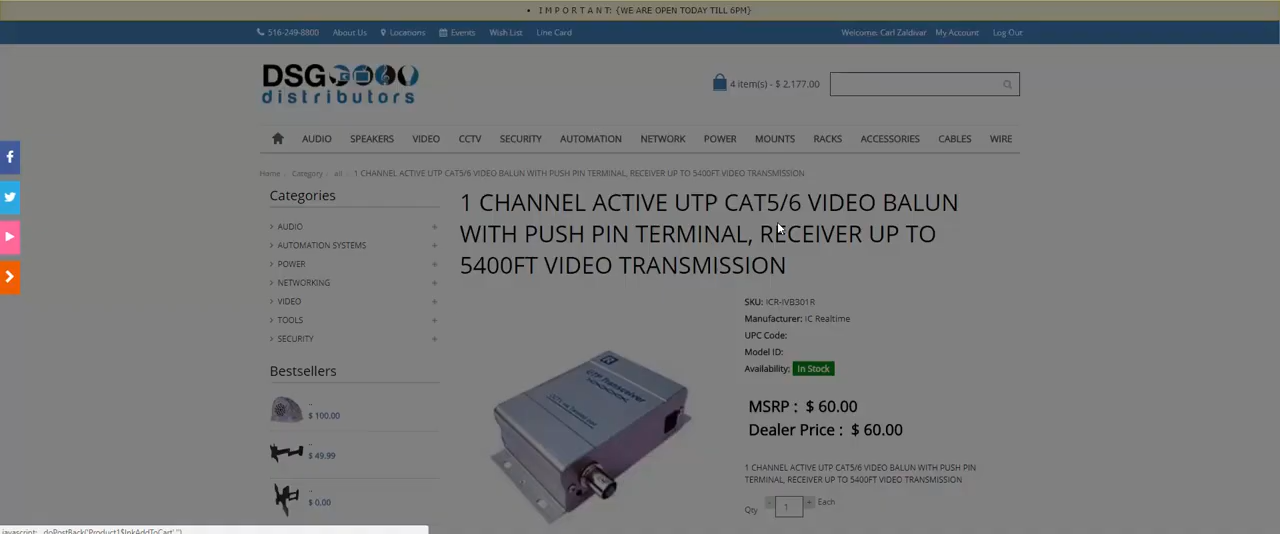 • I M P O R T A N T: {WE ARE OPEN TODAY TILL 6PM}
516-249-8800 About Us Locations Events Wish List Line Card Welcome: Carl Zaldivar My Account Log Out
DSG
distributors
4 item(s) - $ 2,177.00
AUDIO SPEAKERS VIDEO CCTV SECURITY AUTOMATION NETWORK POWER MOUNTS RACKS ACCESSORIES CABLES WIRE
Home Category all 1 CHANNEL ACTIVE UTP CAT5/6 VIDEO BALUN WITH PUSH PIN TERMINAL, RECEIVER UP TO 5400FT VIDEO TRANSMISSION
Categories
AUDIO +
AUTOMATION SYSTEMS +
POWER +
NETWORKING +
VIDEO +
TOOLS +
SECURITY +
Bestsellers
$ 100.00
$ 49.99
$ 0.00
1 CHANNEL ACTIVE UTP CAT5/6 VIDEO BALUN
WITH PUSH PIN TERMINAL, RECEIVER UP TO
5400FT VIDEO TRANSMISSION
UTP Transceiver
SKU: ICR-IVB301R
Manufacturer: IC Realtime
UPC Code:
Model ID:
Availability: In Stock
MSRP : $ 60.00
Dealer Price : $ 60.00
1 CHANNEL ACTIVE UTP CAT5/6 VIDEO BALUN WITH PUSH PIN
TERMINAL, RECEIVER UP TO 5400FT VIDEO TRANSMISSION
Qty - 1 + Each
javascript:__doPostBack('Product1$lnkAddToCart','')